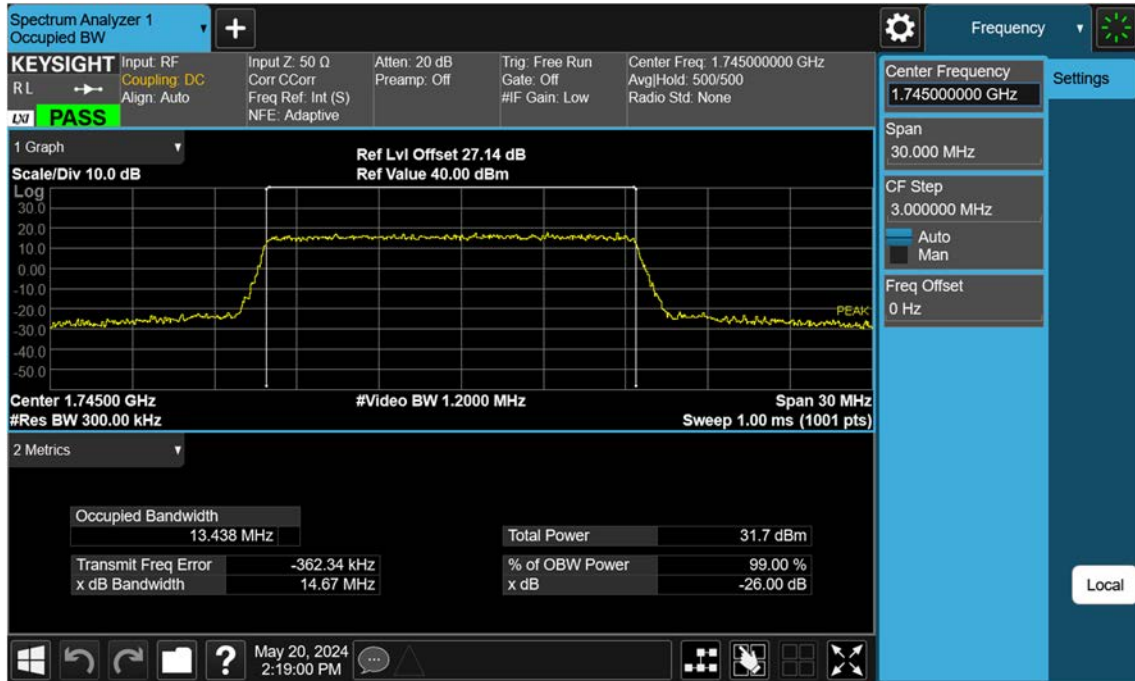 Spectrum Analyzer 1
Occupied BW
Frequency
KEYSIGHT
RL
LXI
PASS
Input: RF
Coupling: DC
Align: Auto
Input Z: 50 Ω
Corr CCorr
Freq Ref: Int (S)
NFE: Adaptive
Atten: 20 dB
Preamp: Off
Trig: Free Run
Gate: Off
#IF Gain: Low
Center Freq: 1.745000000 GHz
Avg|Hold: 500/500
Radio Std: None
1 Graph
Scale/Div 10.0 dB
Ref Lvl Offset 27.14 dB
Ref Value 40.00 dBm
Log
30.0
20.0
10.0
0.00
-10.0
-20.0
-30.0
-40.0
-50.0
PEAK
Center 1.74500 GHz
#Res BW 300.00 kHz
#Video BW 1.2000 MHz
Span 30 MHz
Sweep 1.00 ms (1001 pts)
2 Metrics
Occupied Bandwidth
13.438 MHz
Transmit Freq Error -362.34 kHz
x dB Bandwidth 14.67 MHz
Total Power 31.7 dBm
% of OBW Power 99.00 %
x dB -26.00 dB
May 20, 2024
2:19:00 PM
Center Frequency
1.745000000 GHz
Span
30.000 MHz
CF Step
3.000000 MHz
Auto
Man
Freq Offset
0 Hz
Settings
Local